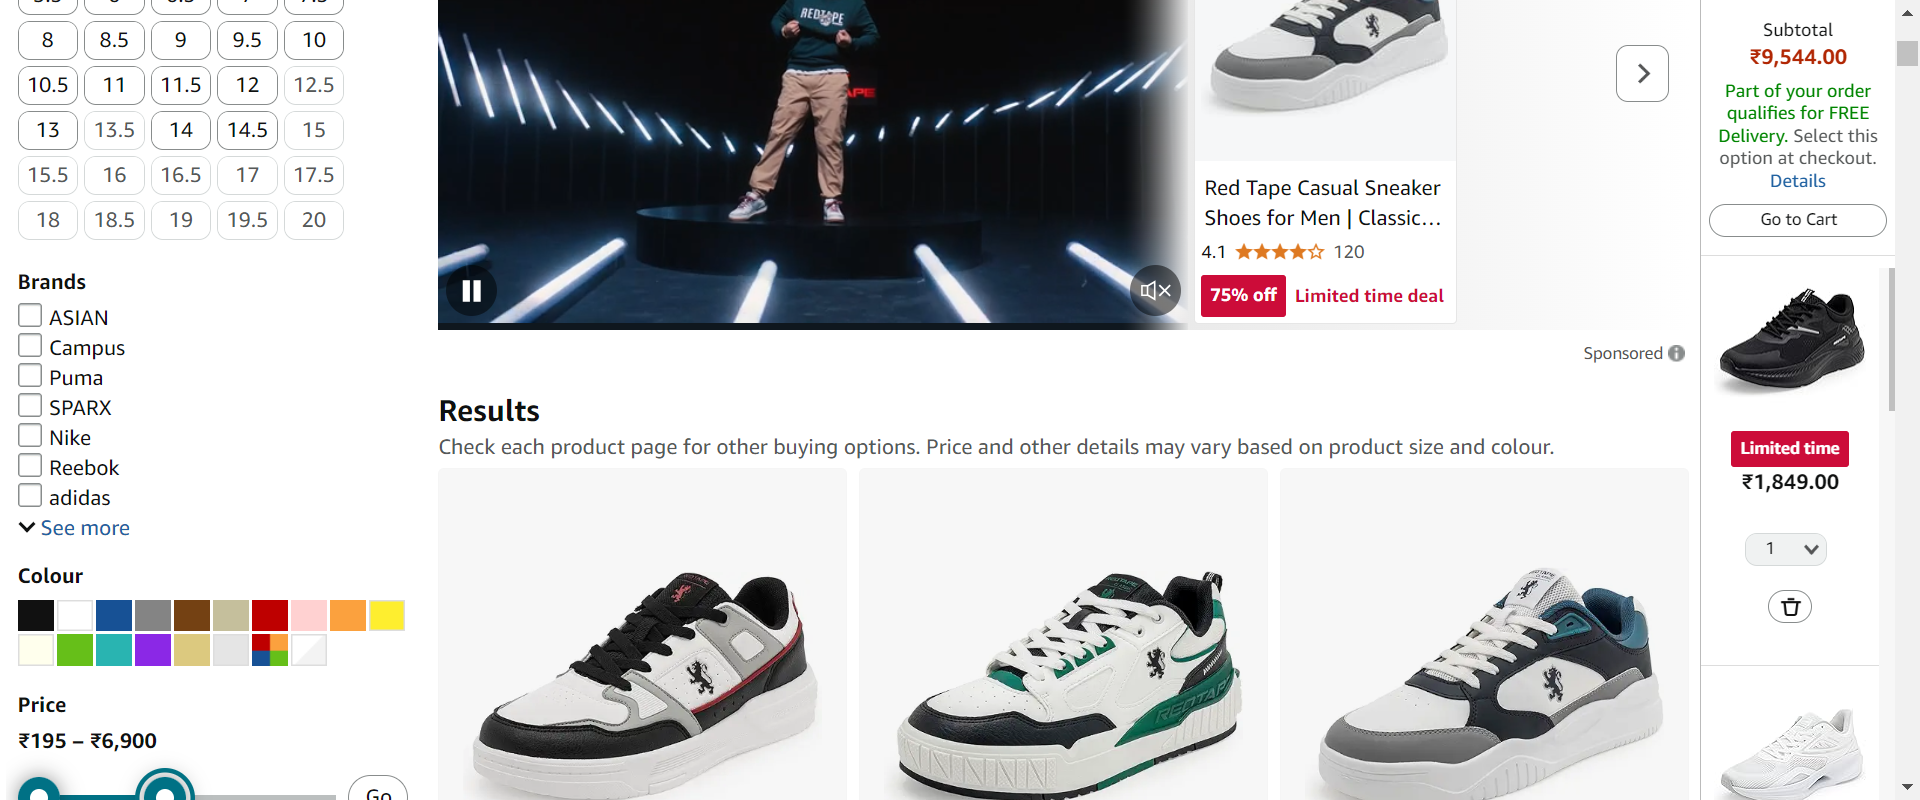 8 8.5 9 9.5 10
10.5 11 11.5 12 12.5
13 13.5 14 14.5 15
15.5 16 16.5 17 17.5
18 18.5 19 19.5 20
Brands
ASIAN
Campus
Puma
SPARX
Nike
Reebok
adidas
See more
Colour
Price
₹195 – ₹6,900
Go
REDTAPE
Red Tape Casual Sneaker
Shoes for Men | Classic...
4.1 120
75% off Limited time deal
Sponsored
Results
Check each product page for other buying options. Price and other details may vary based on product size and colour.
REDTAPE
Subtotal
₹9,544.00
Part of your order
qualifies for FREE
Delivery. Select this
option at checkout.
Details
Go to Cart
Limited time
₹1,849.00
1